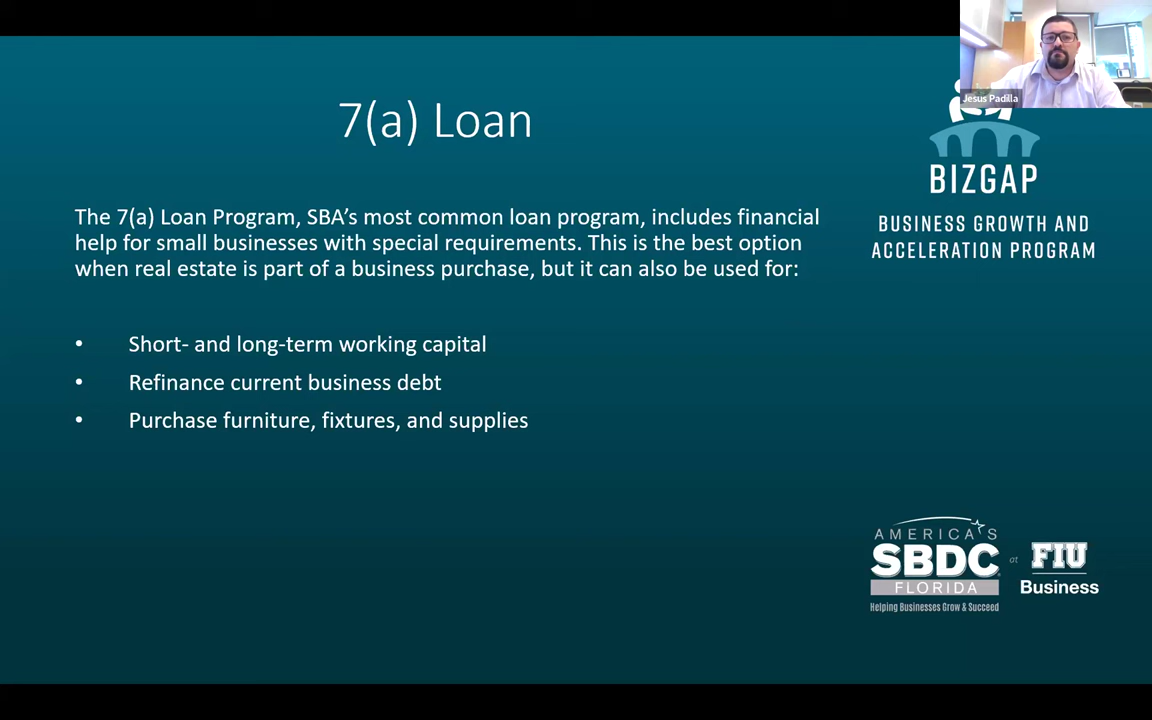 Jesus Padilla
7(a) Loan
BIZGAP
BUSINESS GROWTH AND
ACCELERATION PROGRAM
The 7(a) Loan Program, SBA’s most common loan program, includes financial
help for small businesses with special requirements. This is the best option
when real estate is part of a business purchase, but it can also be used for:
• Short- and long-term working capital
• Refinance current business debt
• Purchase furniture, fixtures, and supplies
AMERICA'S
SBDC
FLORIDA
Helping Businesses Grow & Succeed
at
FIU
Business